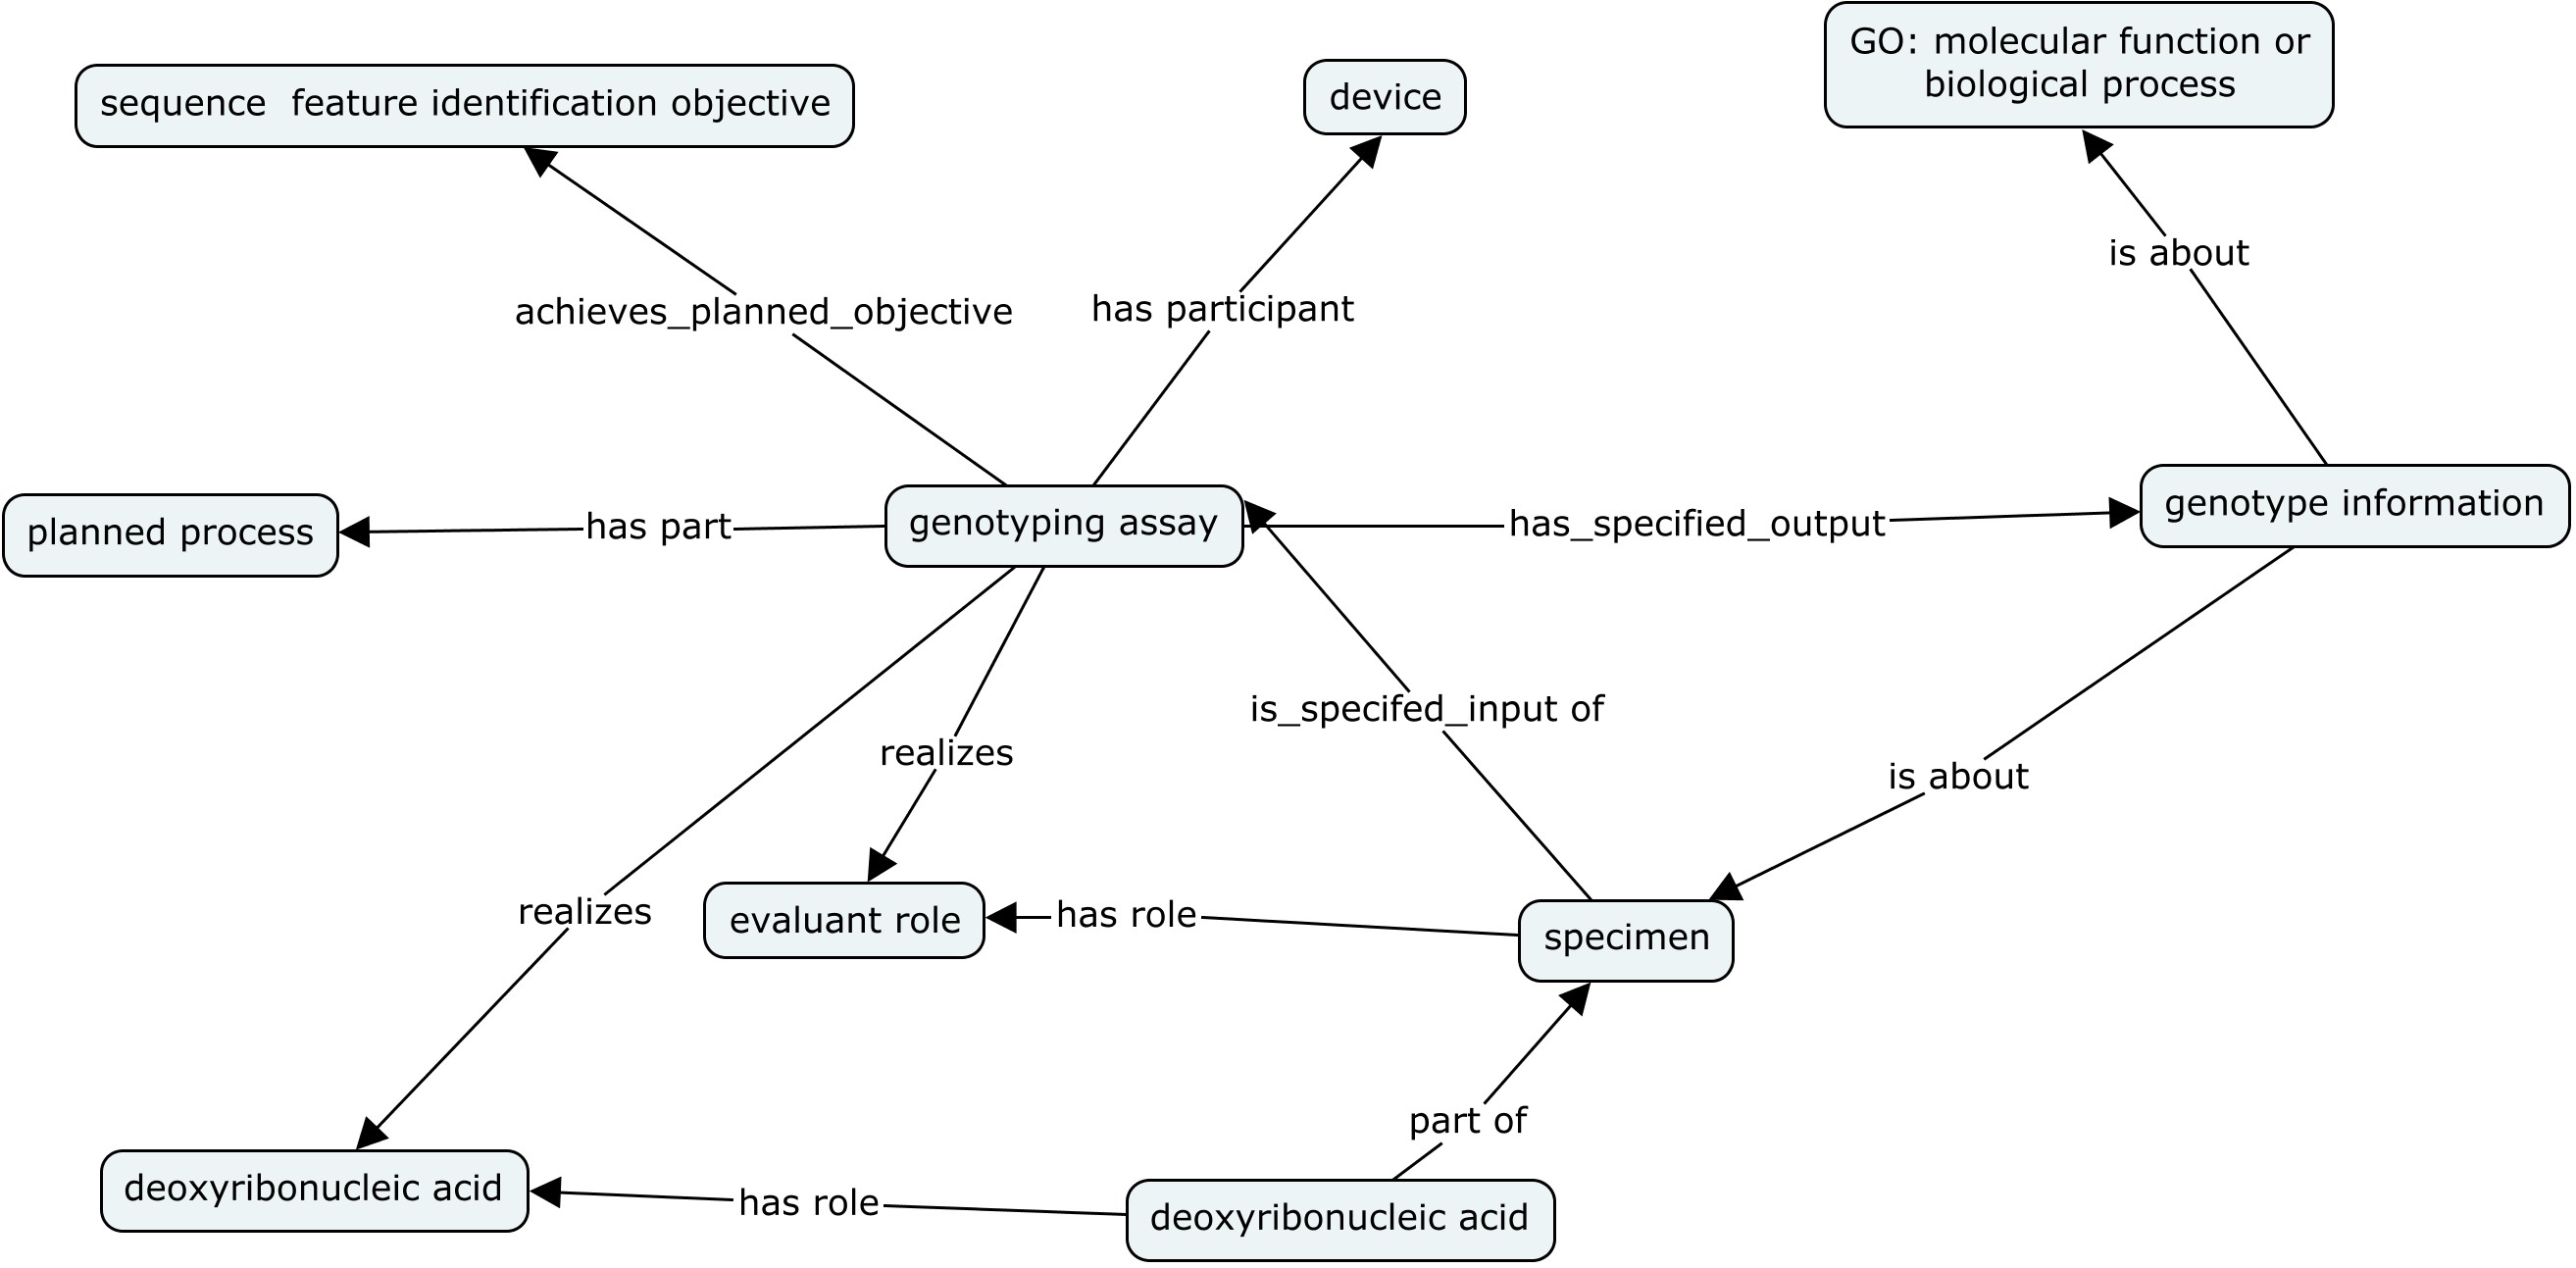 GO: molecular function or
biological process
sequence  feature identification objective
device
is about
achieves_planned_objective
has participant
planned process
has part
genotyping assay
has_specified_output
genotype information
is_specifed_input of
realizes
is about
realizes
evaluant role
has role
specimen
part of
deoxyribonucleic acid
has role
deoxyribonucleic acid